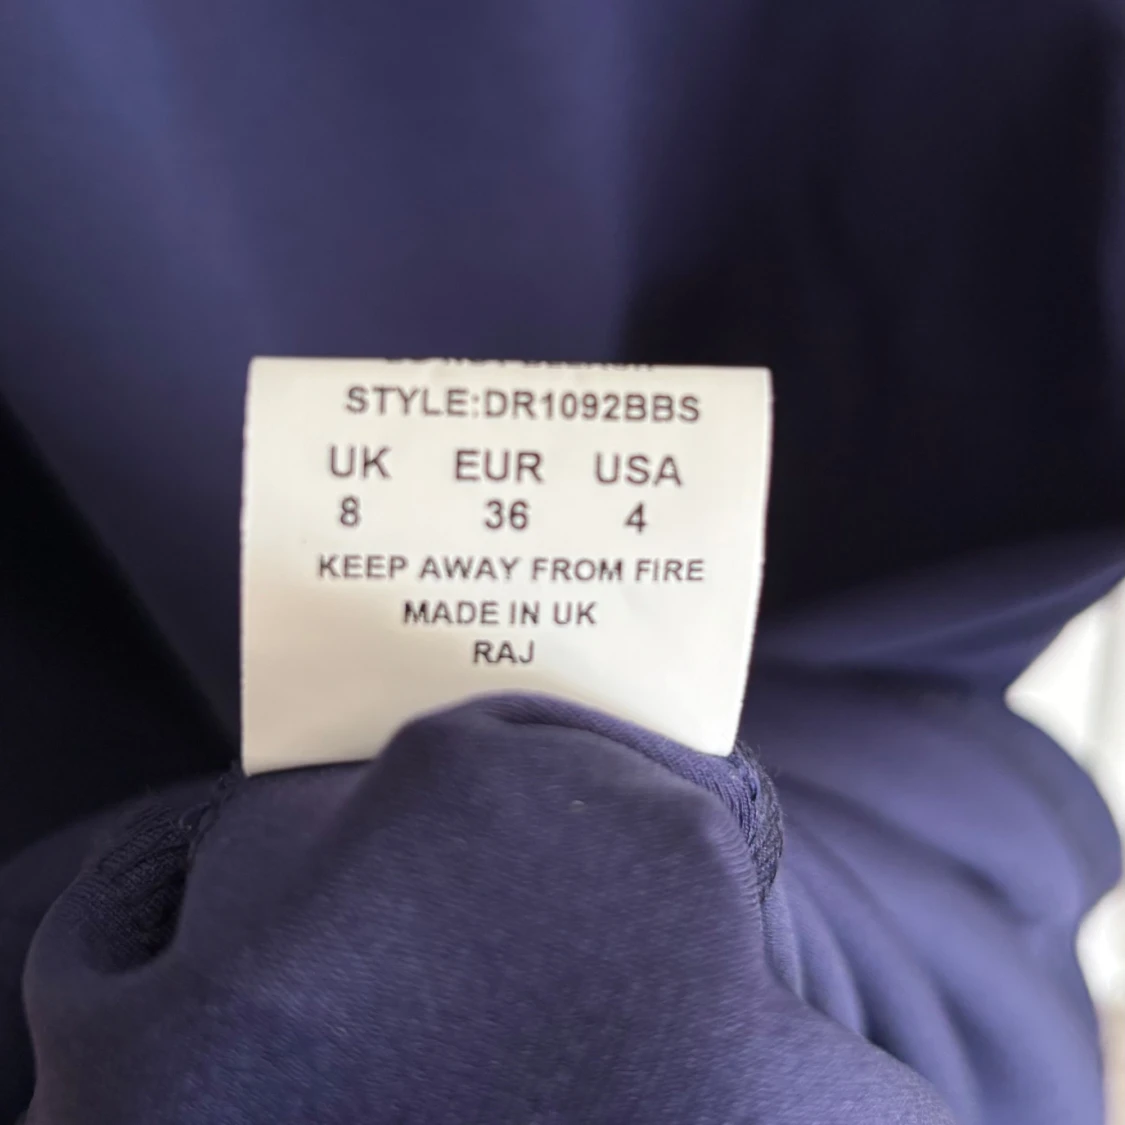 STYLE:DR1092BBS
UK EUR USA
8 36 4
KEEP AWAY FROM FIRE
MADE IN UK
RAJ